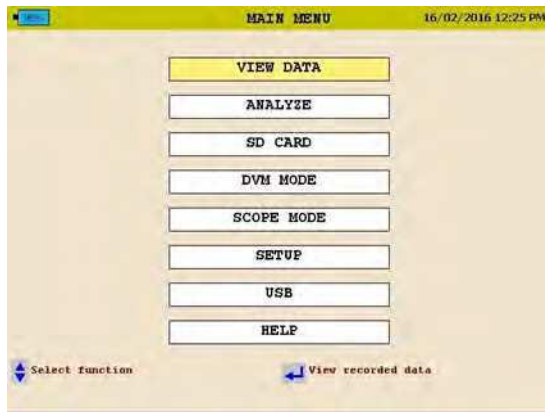 MAIN MENU 16/02/2016 12:25 PM
VIEW DATA
ANALYZE
SD CARD
DVM MODE
SCOPE MODE
SETUP
USB
HELP
Select function View recorded data